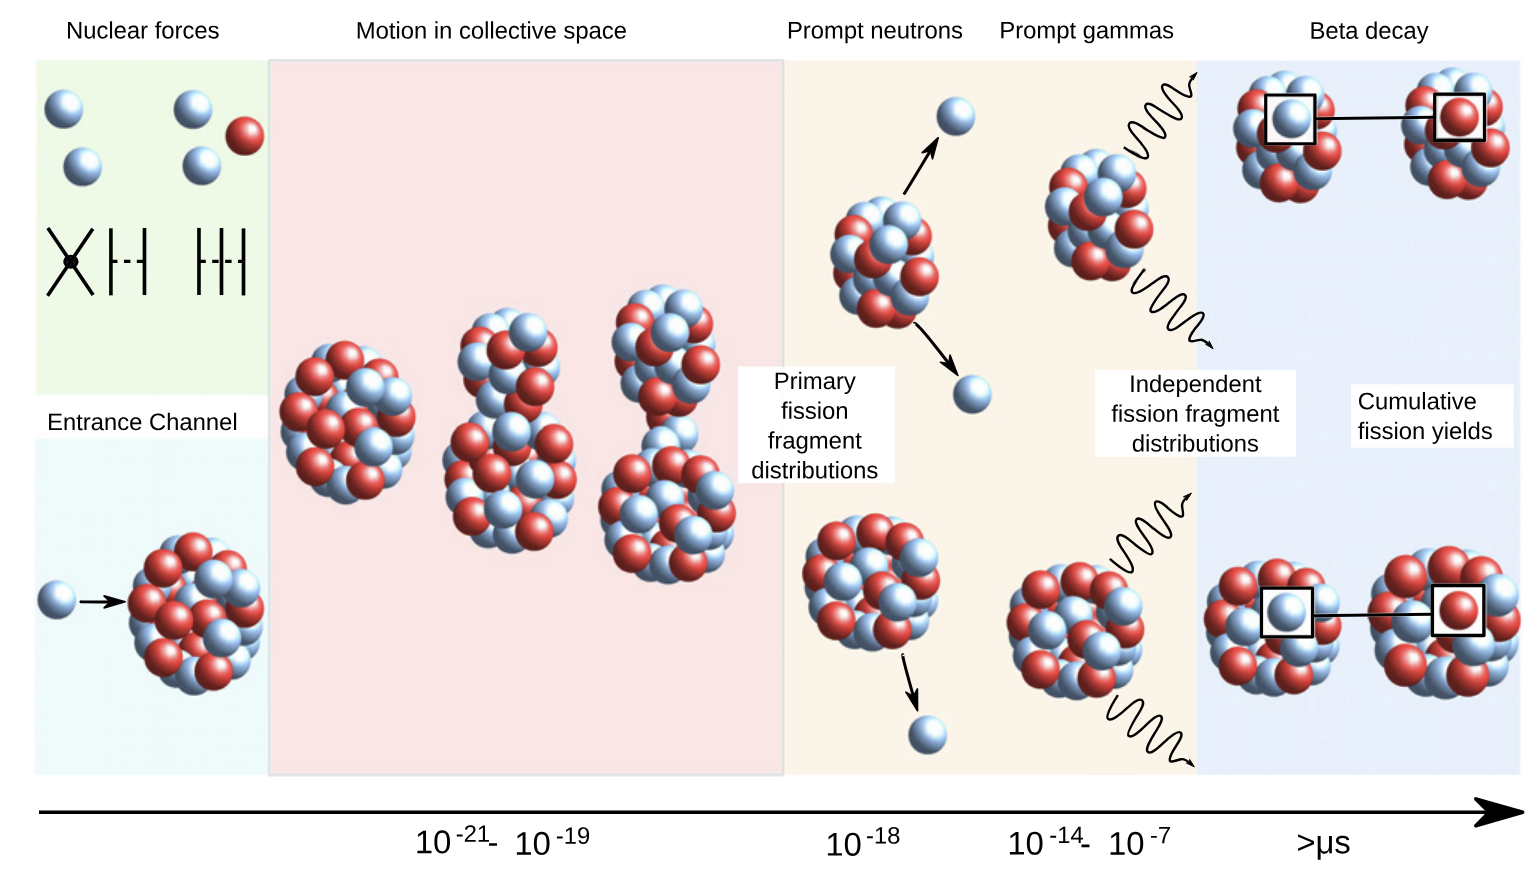 Nuclear forces
Motion in collective space
Prompt neutrons
Prompt gammas
Beta decay
Entrance Channel
Primary
fission
fragment
distributions
Independent
fission fragment
distributions
Cumulative
fission yields
10⁻²¹- 10⁻¹⁹
10⁻¹⁸
10⁻¹⁴- 10⁻⁷
>μs